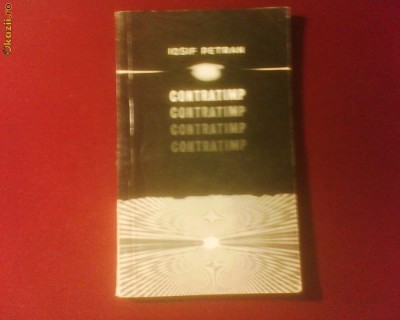 okazii.ro
IOSIF PETRAN
CONTRATIMP
CONTRATIMP
CONTRATIMP
CONTRATIMP